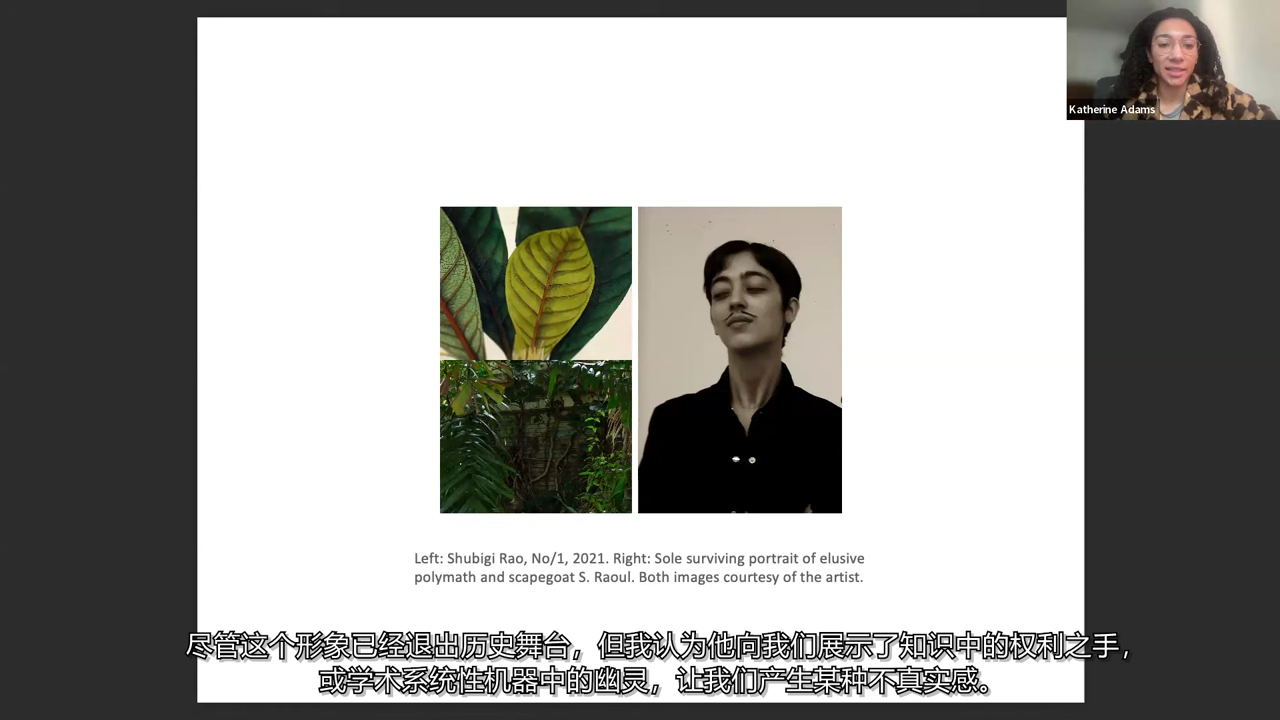 Katherine Adams
Left: Shubigi Rao, No/1, 2021. Right: Sole surviving portrait of elusive
polymath and scapegoat S. Raoul. Both images courtesy of the artist.
尽管这个形象已经退出历史舞台，但我认为他向我们展示了知识中的权利之手，
或学术系统性机器中的幽灵，让我们产生某种不真实感。